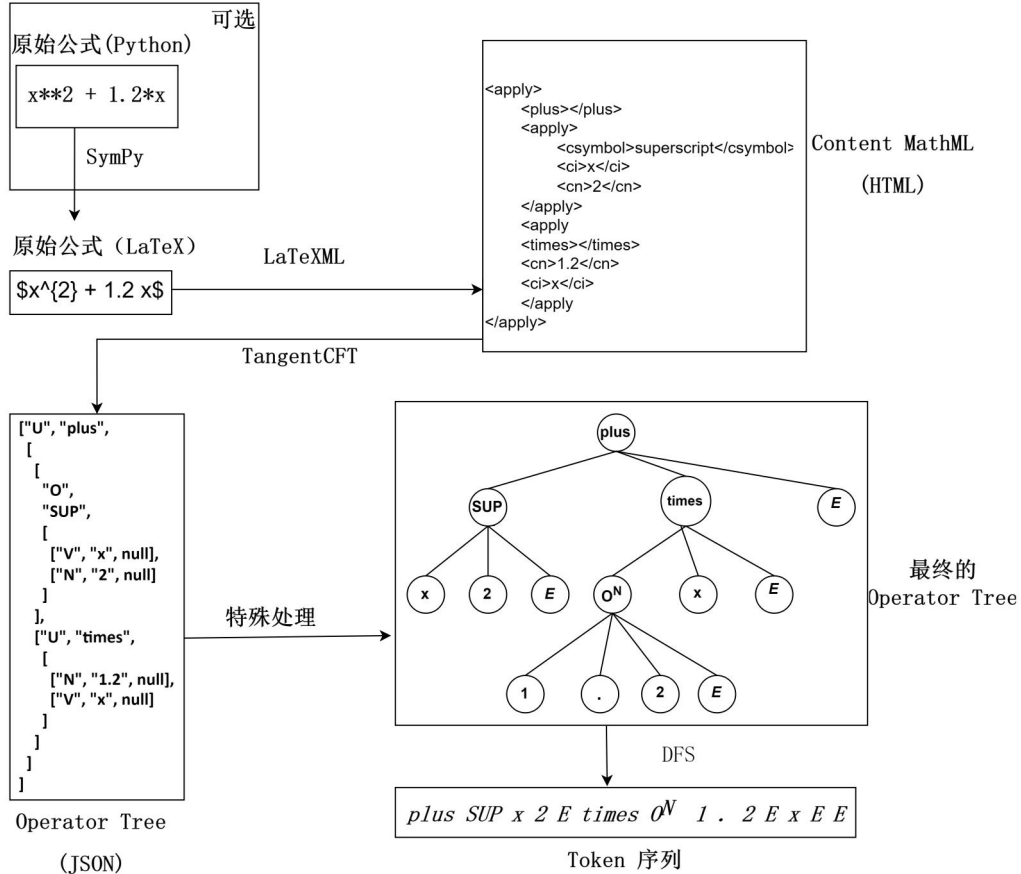 可选
原始公式(Python)
x**2 + 1.2*x
SymPy
原始公式（LaTeX）
$x^{2} + 1.2 x$
LaTeXML
<apply>
<plus></plus>
<apply>
<csymbol>superscript</csymbol>
<ci>x</ci>
<cn>2</cn>
</apply>
<apply
<times></times>
<cn>1.2</cn>
<ci>x</ci>
</apply
</apply>
Content MathML
(HTML)
TangentCFT
["U", "plus",
[
[
"O",
"SUP",
[
["V", "x", null],
["N", "2", null]
]
],
["U", "times",
[
["N", "1.2", null],
["V", "x", null]
]
]
]
]
Operator Tree
(JSON)
特殊处理
plus
SUP times E
x 2 E O^N x E
1 . 2 E
最终的
Operator Tree
DFS
plus SUP x 2 E times O^N 1 . 2 E x E E
Token 序列